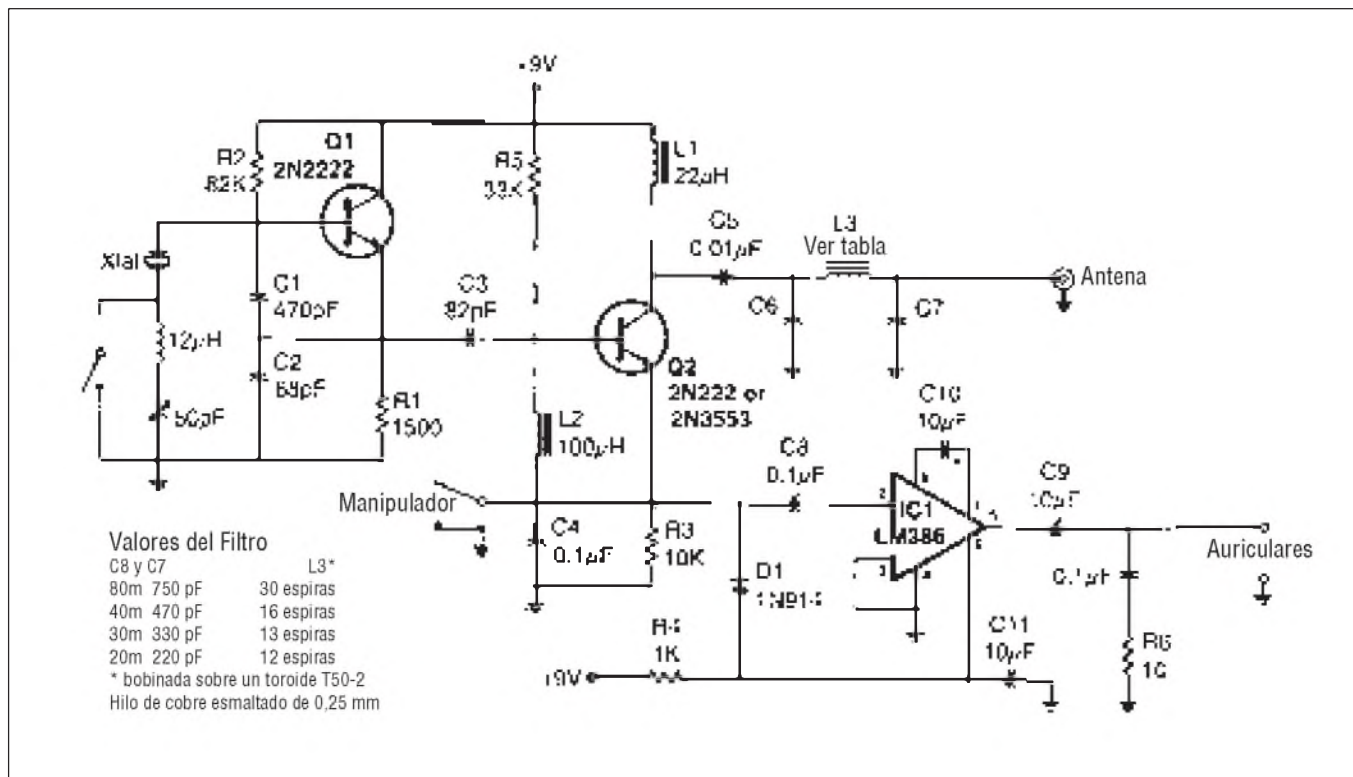 +9V
Q1
2N2222
R2
82K
R5
33K
L1
22µH
C5
0.01µF
L3
Ver tabla
Antena
Xtal
C1
470pF
C3
82pF
C6
C7
12µH
C2
68pF
Q2
2N222 or
2N3553
50pF
R1
1500
L2
100µH
C10
10µF
C8
0.1µF
C9
10µF
Manipulador
2
IC1
LM386
3
C4
0.1µF
R3
10K
D1
1N914
0.1µF
Auriculares
R4
1K
+9V
C11
10µF
R6
10
Valores del Filtro
C8 y C7 L3*
80m 750 pF 30 espiras
40m 470 pF 16 espiras
30m 330 pF 13 espiras
20m 220 pF 12 espiras
* bobinada sobre un toroide T50-2
Hilo de cobre esmaltado de 0,25 mm